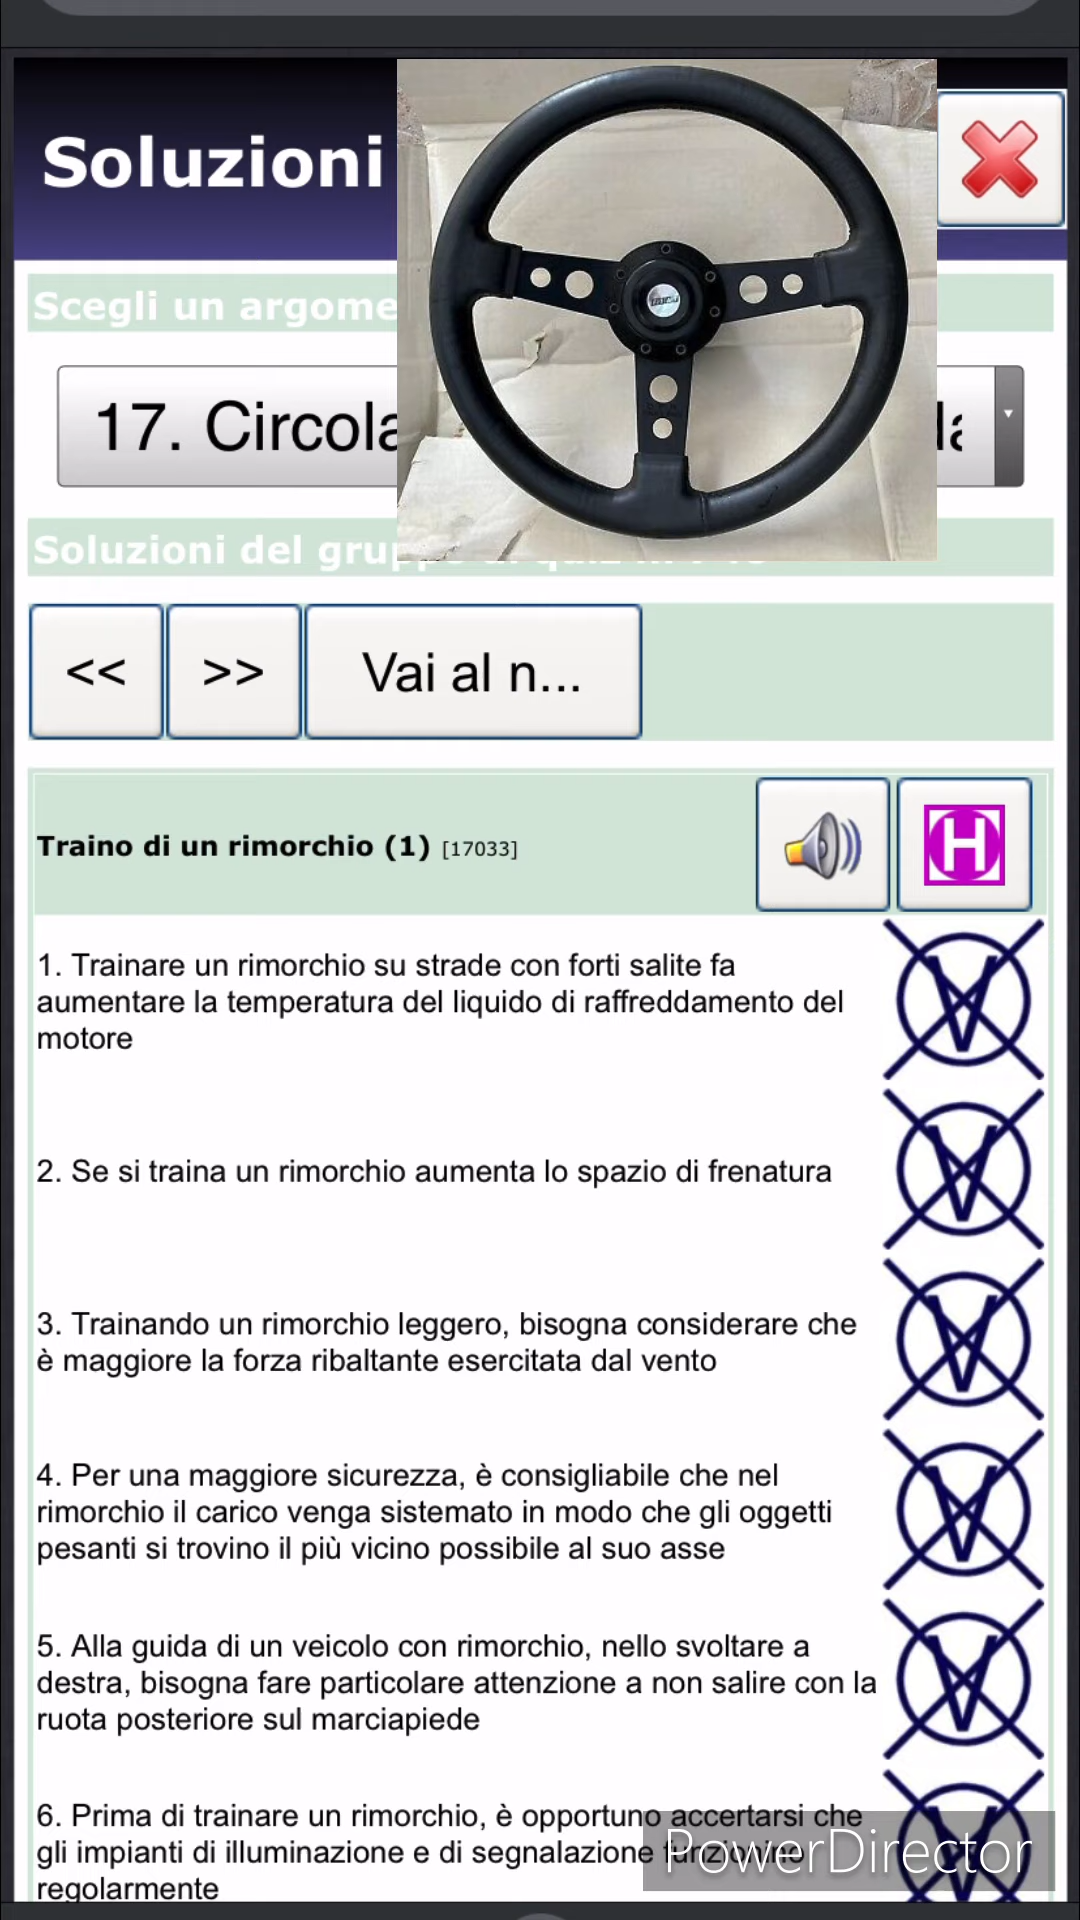 Soluzioni
Scegli un argome
17. Circola
Soluzioni del grup
<< >> Vai al n...
Traino di un rimorchio (1) [17033]
H
1. Trainare un rimorchio su strade con forti salite fa
aumentare la temperatura del liquido di raffreddamento del
motore
V
2. Se si traina un rimorchio aumenta lo spazio di frenatura
V
3. Trainando un rimorchio leggero, bisogna considerare che
è maggiore la forza ribaltante esercitata dal vento
V
4. Per una maggiore sicurezza, è consigliabile che nel
rimorchio il carico venga sistemato in modo che gli oggetti
pesanti si trovino il più vicino possibile al suo asse
V
5. Alla guida di un veicolo con rimorchio, nello svoltare a
destra, bisogna fare particolare attenzione a non salire con la
ruota posteriore sul marciapiede
V
6. Prima di trainare un rimorchio, è opportuno accertarsi che
gli impianti di illuminazione e di segnalazione funzionino
regolarmente
V
PowerDirector